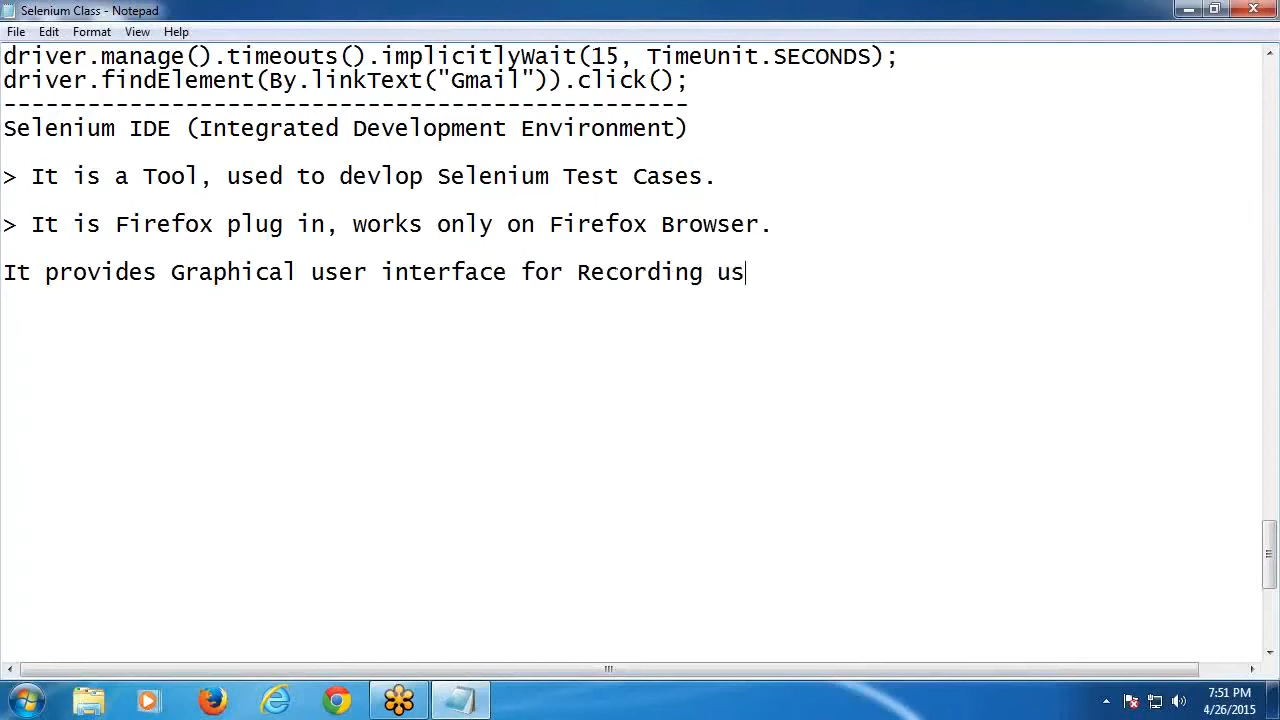 Selenium Class - Notepad
File Edit Format View Help
driver.manage().timeouts().implicitlyWait(15, TimeUnit.SECONDS);
driver.findElement(By.linkText("Gmail")).click();
-------------------------------------------------
Selenium IDE (Integrated Development Environment)
> It is a Tool, used to devlop Selenium Test Cases.
> It is Firefox plug in, works only on Firefox Browser.
It provides Graphical user interface for Recording us
7:51 PM
4/26/2015